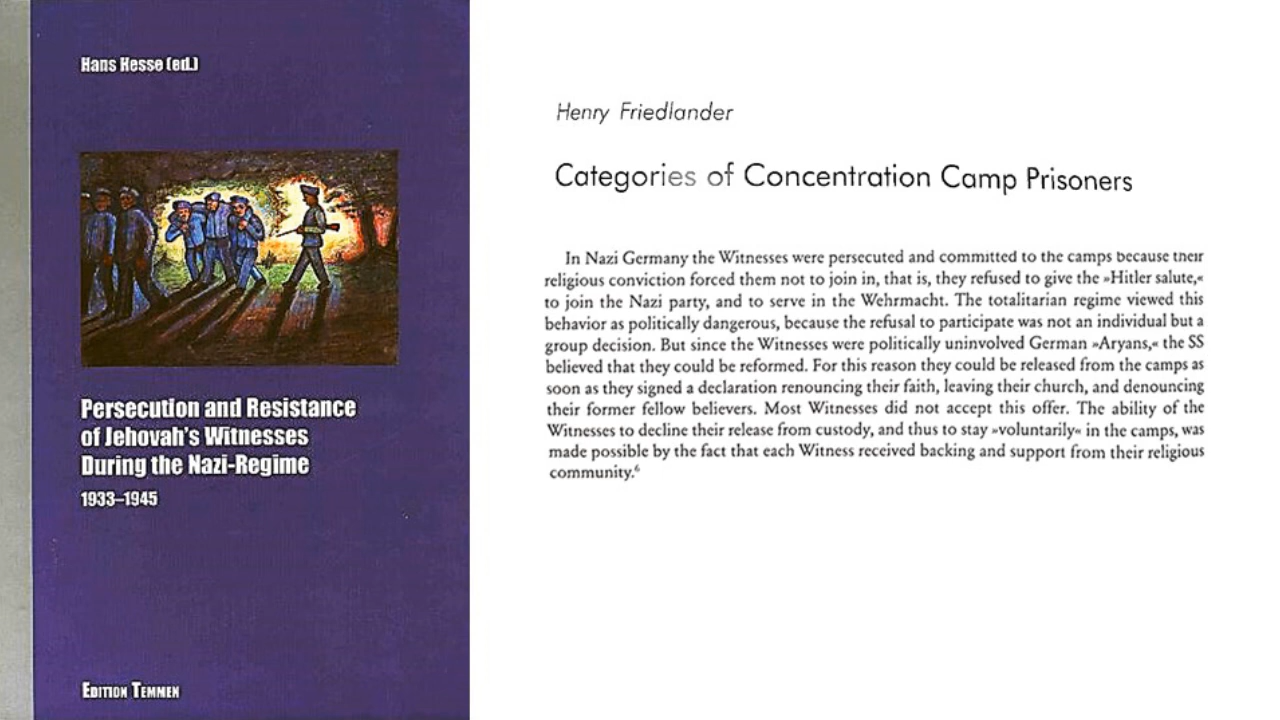 Hans Hesse (ed.)
Persecution and Resistance
of Jehovah's Witnesses
During the Nazi-Regime
1933–1945
EDITION TEMMEN
Henry Friedlander
Categories of Concentration Camp Prisoners
In Nazi Germany the Witnesses were persecuted and committed to the camps because their
religious conviction forced them not to join in, that is, they refused to give the »Hitler salute,«
to join the Nazi party, and to serve in the Wehrmacht. The totalitarian regime viewed this
behavior as politically dangerous, because the refusal to participate was not an individual but a
group decision. But since the Witnesses were politically uninvolved German »Aryans,« the SS
believed that they could be reformed. For this reason they could be released from the camps as
soon as they signed a declaration renouncing their faith, leaving their church, and denouncing
their former fellow believers. Most Witnesses did not accept this offer. The ability of the
Witnesses to decline their release from custody, and thus to stay »voluntarily« in the camps, was
made possible by the fact that each Witness received backing and support from their religious
community.⁶